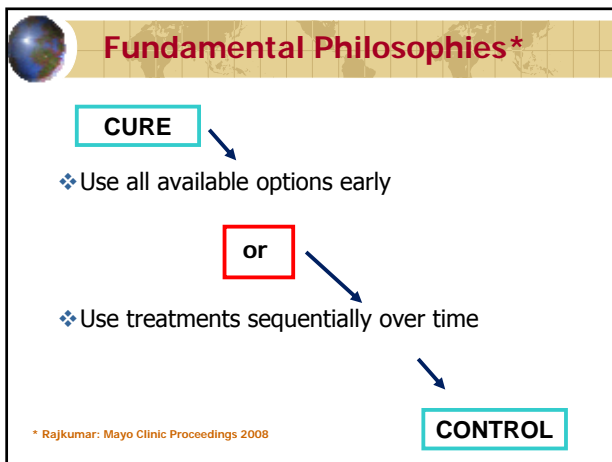 Fundamental Philosophies*
CURE
❖Use all available options early
or
❖Use treatments sequentially over time
* Rajkumar: Mayo Clinic Proceedings 2008
CONTROL